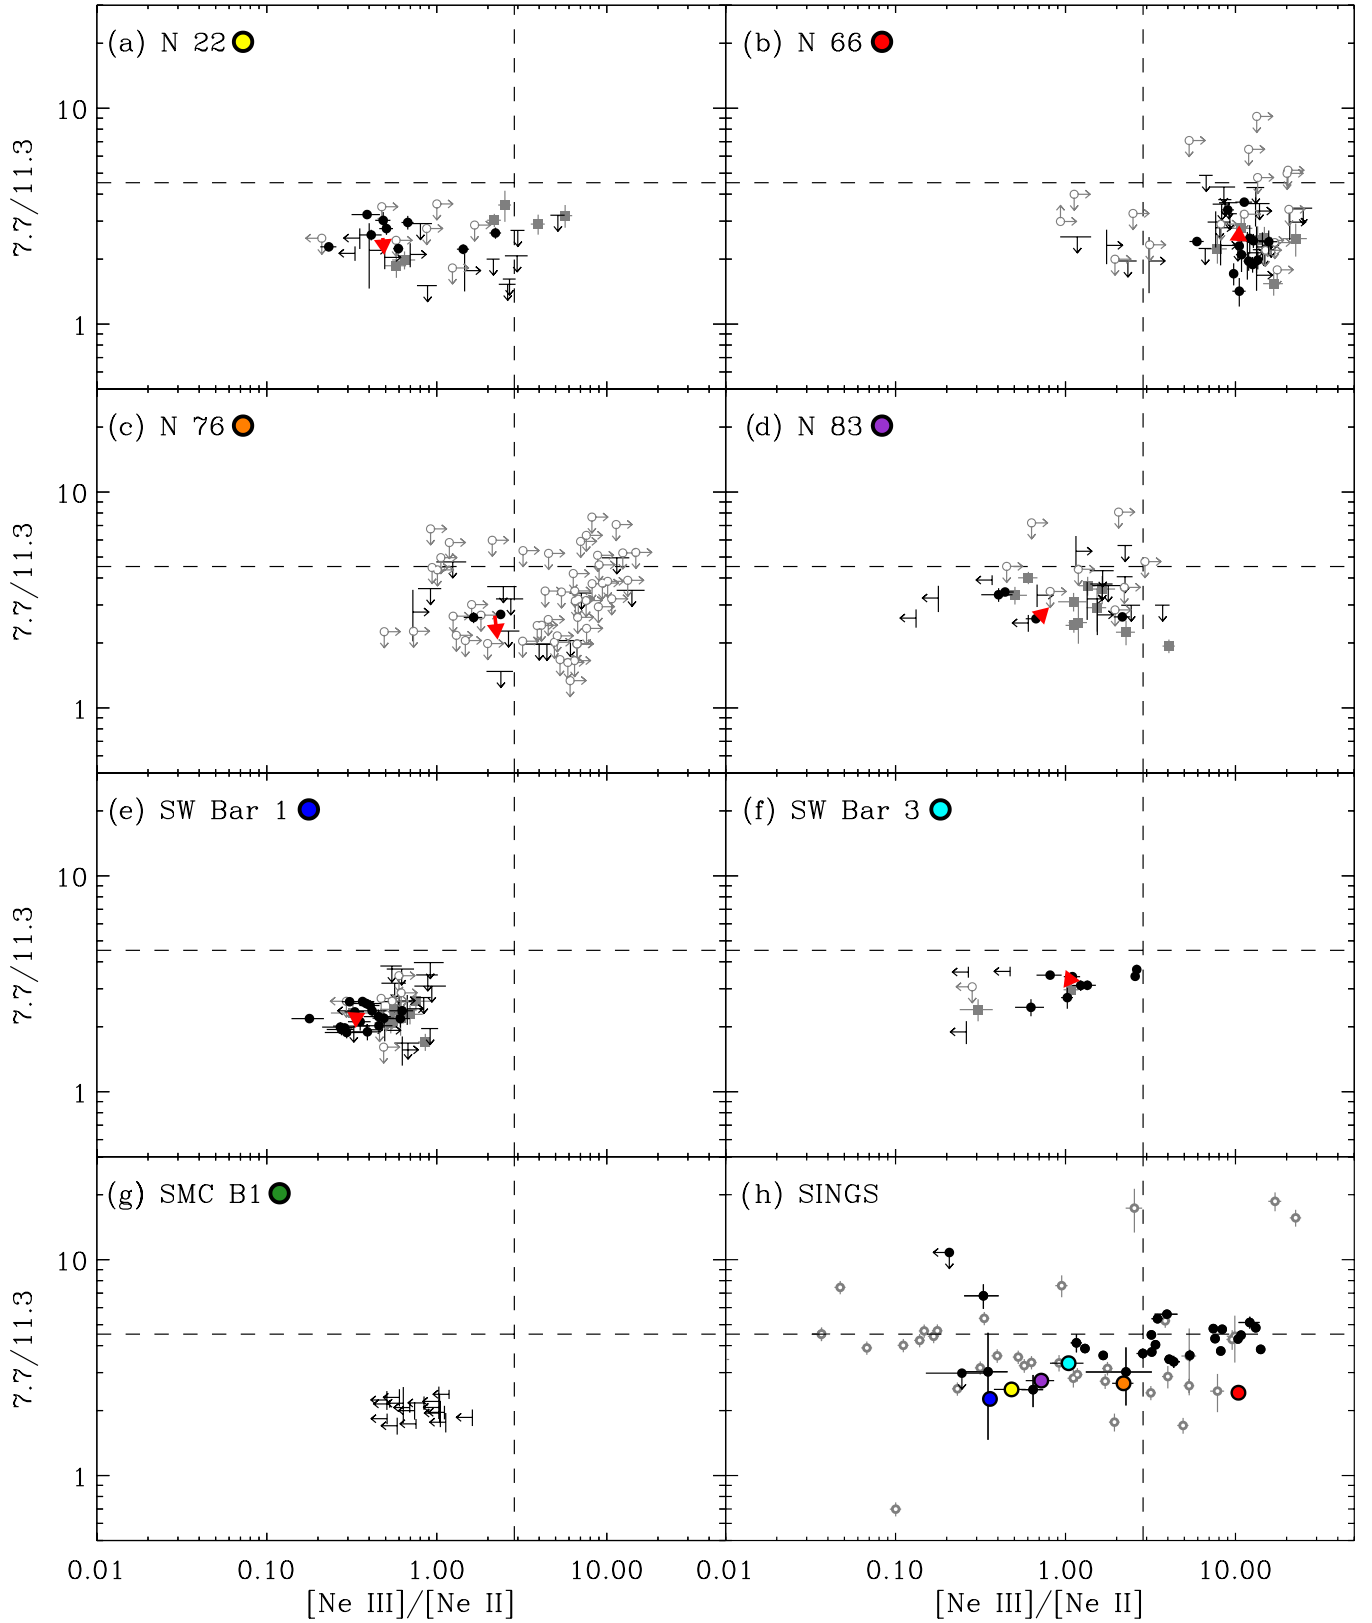 (a) N 22
(b) N 66
10
1
7.7/11.3
(c) N 76
(d) N 83
10
1
7.7/11.3
(e) SW Bar 1
(f) SW Bar 3
10
1
7.7/11.3
(g) SMC B1
(h) SINGS
10
1
7.7/11.3
0.01 0.10 1.00 10.00 0.01 0.10 1.00 10.00
[Ne III]/[Ne II] [Ne III]/[Ne II]